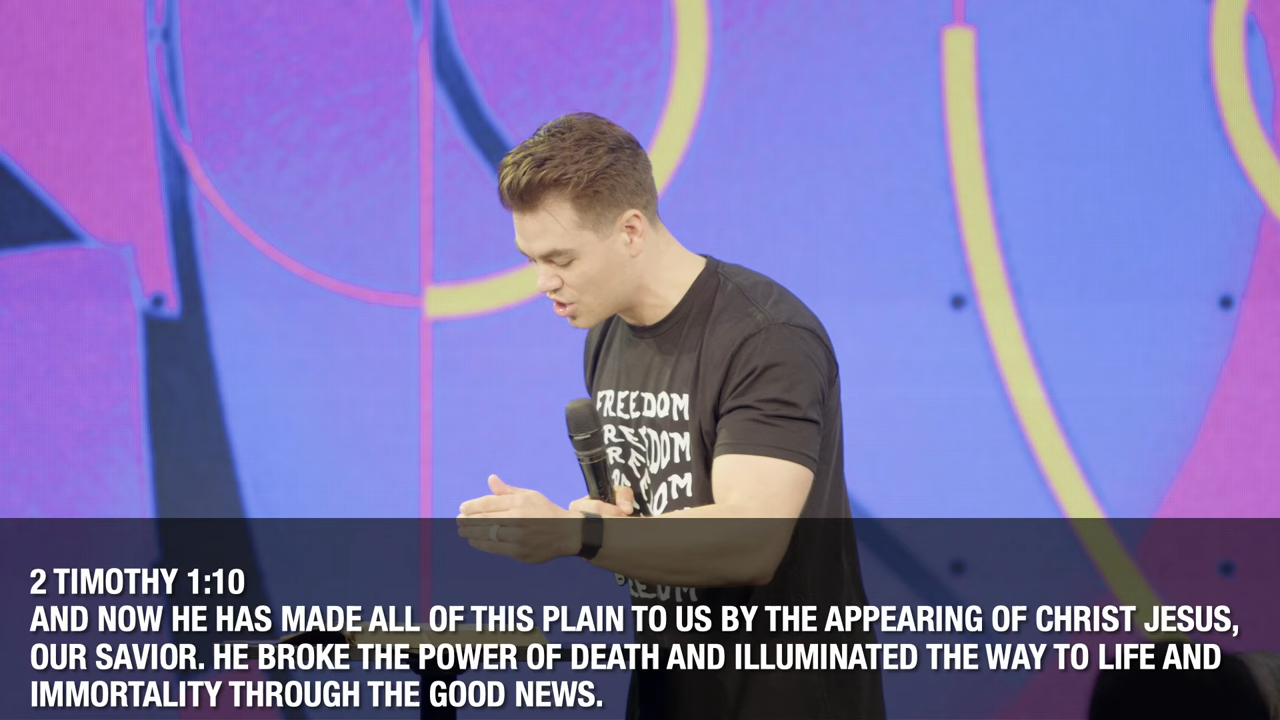 FREEDOM
FREEDOM
2 TIMOTHY 1:10
AND NOW HE HAS MADE ALL OF THIS PLAIN TO US BY THE APPEARING OF CHRIST JESUS,
OUR SAVIOR. HE BROKE THE POWER OF DEATH AND ILLUMINATED THE WAY TO LIFE AND
IMMORTALITY THROUGH THE GOOD NEWS.